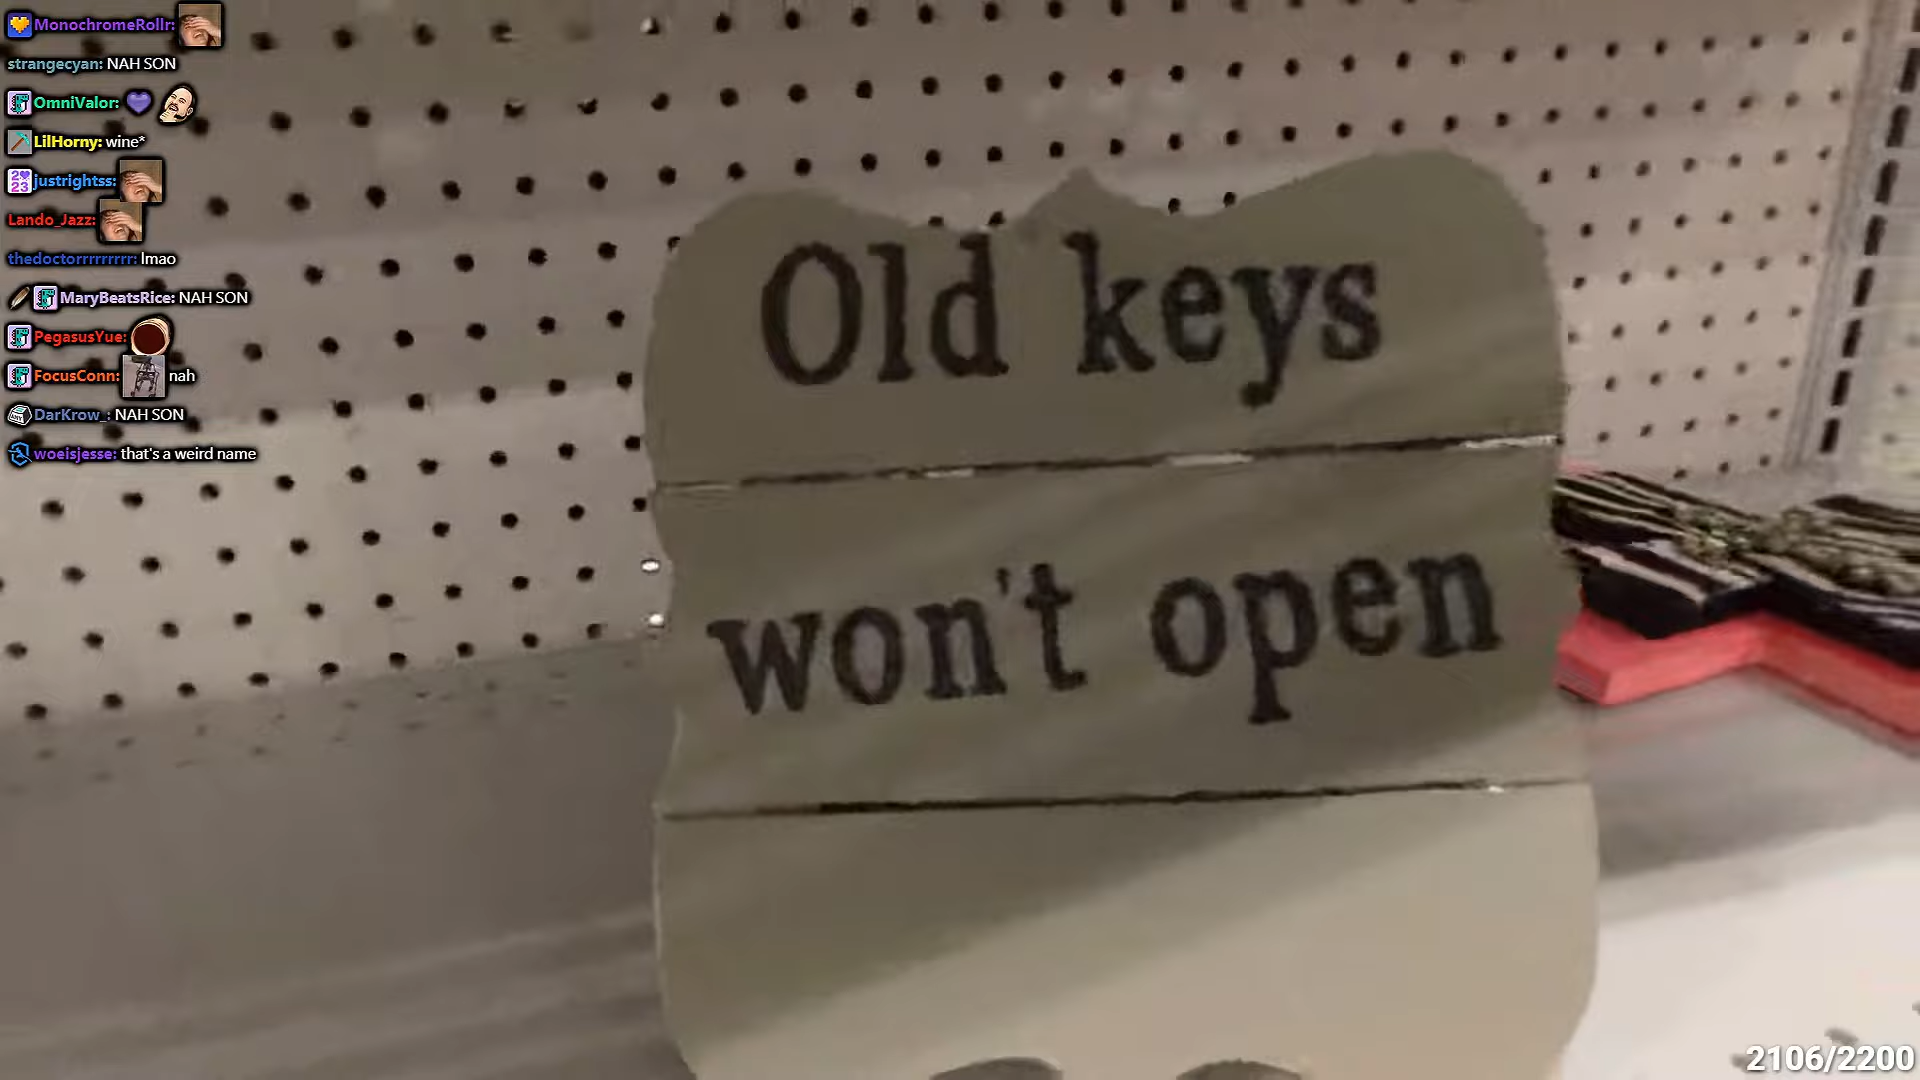 MonochromeRollr:
strangecyan: NAH SON
OmniValor:
LilHorny: wine*
justrightss:
Lando_Jazz:
thedoctorrrrrrrrr: lmao
MaryBeatsRice: NAH SON
PegasusYue:
FocusConn: nah
DarKrow_: NAH SON
woeisjesse: that's a weird name
Old keys
won't open
2106/2200